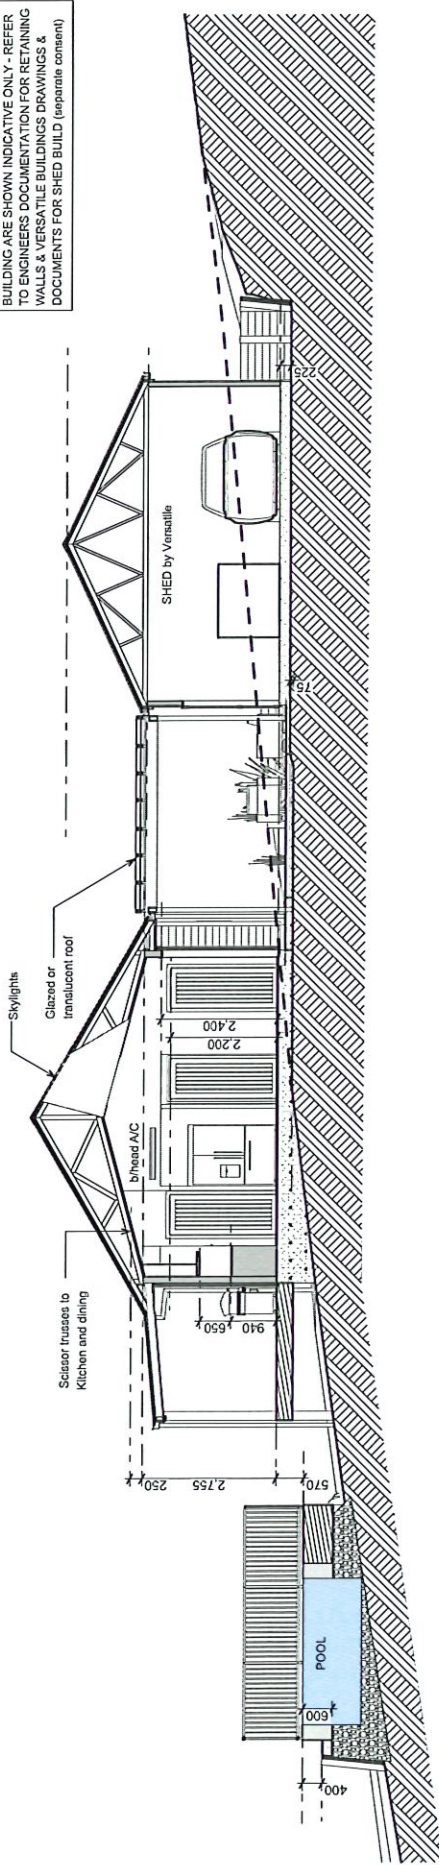 BUILDING ARE SHOWN INDICATIVE ONLY - REFER
TO ENGINEERS DOCUMENTATION FOR RETAINING
WALLS & VERSATILE BUILDINGS DRAWINGS &
DOCUMENTS FOR SHED BUILD (separate consent)
Skylights
Glazed or
translucent roof
Scissor trusses to
Kitchen and dining
b/head A/C
SHED by Versatile
POOL
400
600
570
2,755
250
650
940
2,200
2,400
75
225